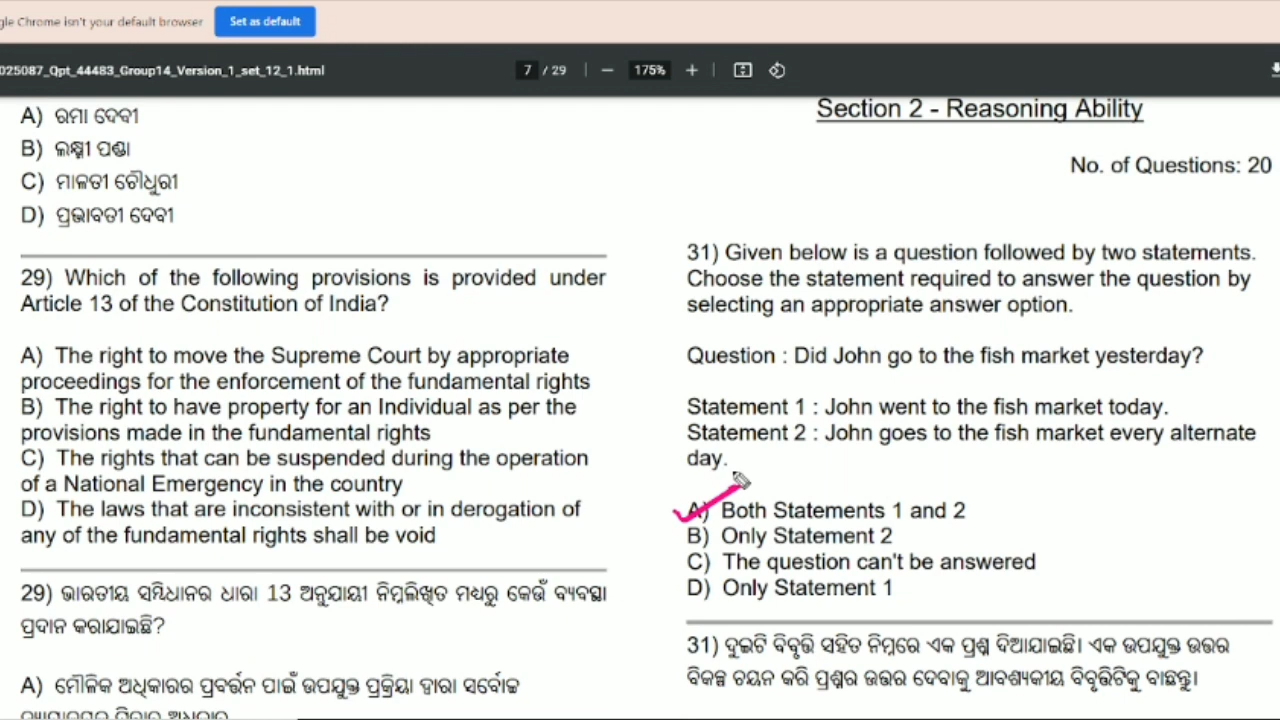 gle Chrome isn't your default browser
Set as default
025087_Qpt_44483_Group14_Version_1_set_12_1.html
7 / 29
175%
A) ରମା ଦେବୀ
B) ଲକ୍ଷ୍ମୀ ପଣ୍ଡା
C) ମାଳତୀ ଚୌଧୁରୀ
D) ପ୍ରଭାବତୀ ଦେବୀ
29) Which of the following provisions is provided under
Article 13 of the Constitution of India?
A) The right to move the Supreme Court by appropriate
proceedings for the enforcement of the fundamental rights
B) The right to have property for an Individual as per the
provisions made in the fundamental rights
C) The rights that can be suspended during the operation
of a National Emergency in the country
D) The laws that are inconsistent with or in derogation of
any of the fundamental rights shall be void
29) ଭାରତୀୟ ସମ୍ବିଧାନର ଧାରା 13 ଅନୁଯାୟୀ ନିମ୍ନଲିଖିତ ମଧ୍ୟରୁ କେଉଁ ବ୍ୟବସ୍ଥା
ପ୍ରଦାନ କରାଯାଇଛି?
A) ମୌଳିକ ଅଧିକାରର ପ୍ରବର୍ତ୍ତନ ପାଇଁ ଉପଯୁକ୍ତ ପ୍ରକ୍ରିୟା ଦ୍ୱାରା ସର୍ବୋଚ୍ଚ
Section 2 - Reasoning Ability
No. of Questions: 20
31) Given below is a question followed by two statements.
Choose the statement required to answer the question by
selecting an appropriate answer option.
Question : Did John go to the fish market yesterday?
Statement 1 : John went to the fish market today.
Statement 2 : John goes to the fish market every alternate
day.
A) Both Statements 1 and 2
B) Only Statement 2
C) The question can't be answered
D) Only Statement 1
31) ଦୁଇଟି ବିବୃତ୍ତି ସହିତ ନିମ୍ନରେ ଏକ ପ୍ରଶ୍ନ ଦିଆଯାଇଛି। ଏକ ଉପଯୁକ୍ତ ଉତ୍ତର
ବିକଳ୍ପ ଚୟନ କରି ପ୍ରଶ୍ନର ଉତ୍ତର ଦେବାକୁ ଆବଶ୍ୟକୀୟ ବିବୃତ୍ତିଟିକୁ ବାଛନ୍ତୁ।